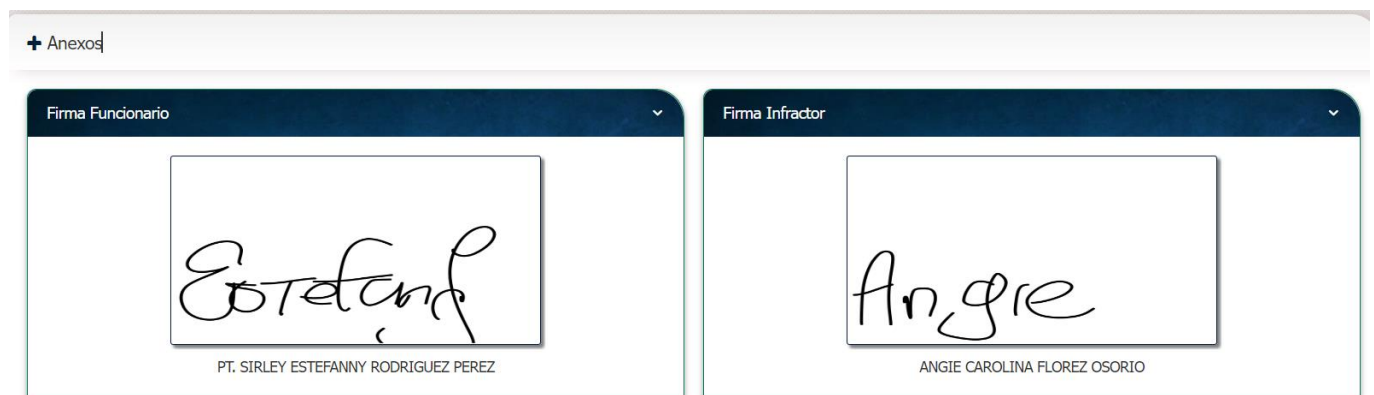 Anexos
Firma Funcionario
Estefany
PT. SIRLEY ESTEFANNY RODRIGUEZ PEREZ
Firma Infractor
Angie
ANGIE CAROLINA FLOREZ OSORIO